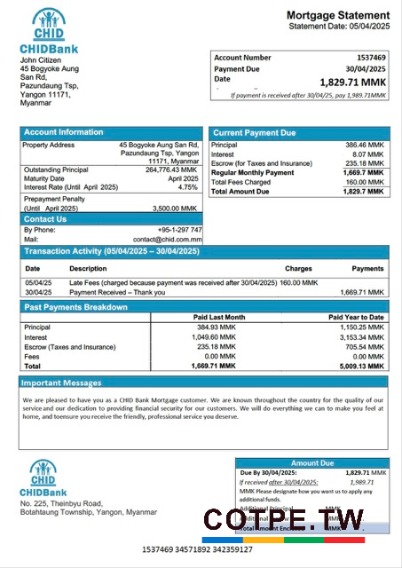 CHID
CHIDBank
John Citizen
45 Bogyoke Aung
San Rd,
Pazundaung Tsp,
Yangon 11171,
Myanmar
Mortgage Statement
Statement Date: 05/04/2025
Account Number 1537469
Payment Due 30/04/2025
Date 1,829.71 MMK
If payment is received after 30/04/25, pay 1,989.71MMK
Account Information
Property Address 45 Bogyoke Aung San Rd,
Pazundaung Tsp, Yangon
11171, Myanmar
Outstanding Principal 264,776.43 MMK
Maturity Date April 2025
Interest Rate (Until April 2025) 4.75%
Prepayment Penalty
(Until April 2025) 3,500.00 MMK
Contact Us
By Phone: +95-1-297 747
Mail: contact@chid.com.mm
Current Payment Due
Principal 386.46 MMK
Interest 8.07 MMK
Escrow (for Taxes and Insurance) 235.18 MMK
Regular Monthly Payment 1,669.7 MMK
Total Fees Charged 160.00 MMK
Total Amount Due 1,829.7 MMK
Transaction Activity (05/04/2025 – 30/04/2025)
Date Description Charges Payments
05/04/25 Late Fees (charged because payment was received after 30/04/2025) 160.00 MMK
30/04/25 Payment Received – Thank you 1,669.71 MMK
Past Payments Breakdown
Paid Last Month Paid Year to Date
Principal 384.93 MMK 1,150.25 MMK
Interest 1,049.60 MMK 3,153.34 MMK
Escrow (Taxes and Insurance) 235.18 MMK 705.54 MMK
Fees 0.00 MMK 0.00 MMK
Total 1,669.71 MMK 5,009.13 MMK
Important Messages
We are pleased to have you as a CHID Bank Mortgage customer. We are known throughout the country for the quality of
our service and our dedication to providing financial security for our customers. We will do everything we can to make you feel at
home, and toensure you receive the friendly, professional service you deserve.
CHID
CHIDBank
No. 225, Theinbyu Road,
Botahtaung Township, Yangon, Myanmar
Amount Due
Due By 30/04/2025: 1,829.71 MMK
If received after 30/04/2025: 1,989.71
MMK Please designate how you want us to apply any
additional funds.
Additional Principal MMK
Total Amount Enclosed
COTPE.TW
1537469 34571892 342359127